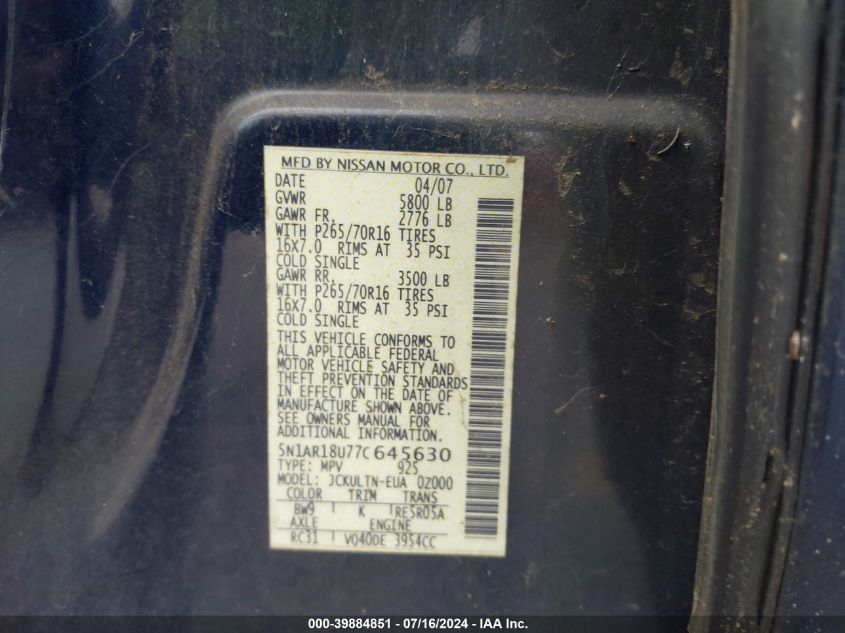 MFD BY NISSAN MOTOR CO., LTD.
DATE 04/07
GVWR 5800 LB
GAWR FR. 2776 LB
WITH P265/70R16 TIRES
16X7.0 RIMS AT 35 PSI
COLD SINGLE
GAWR RR. 3500 LB
WITH P265/70R16 TIRES
16X7.0 RIMS AT 35 PSI
COLD SINGLE
THIS VEHICLE CONFORMS TO
ALL APPLICABLE FEDERAL
MOTOR VEHICLE SAFETY AND
THEFT PREVENTION STANDARDS
IN EFFECT ON THE DATE OF
MANUFACTURE SHOWN ABOVE.
SEE OWNERS MANUAL FOR
ADDITIONAL INFORMATION.
5N1AR18U77C645630
TYPE: MPV 925
MODEL: JCKULTN-EUA 0Z000
COLOR TRIM TRANS
BW9 K RE5R05A
AXLE ENGINE
RC31 VQ40DE 3954CC
000-39884851 - 07/16/2024 - IAA Inc.